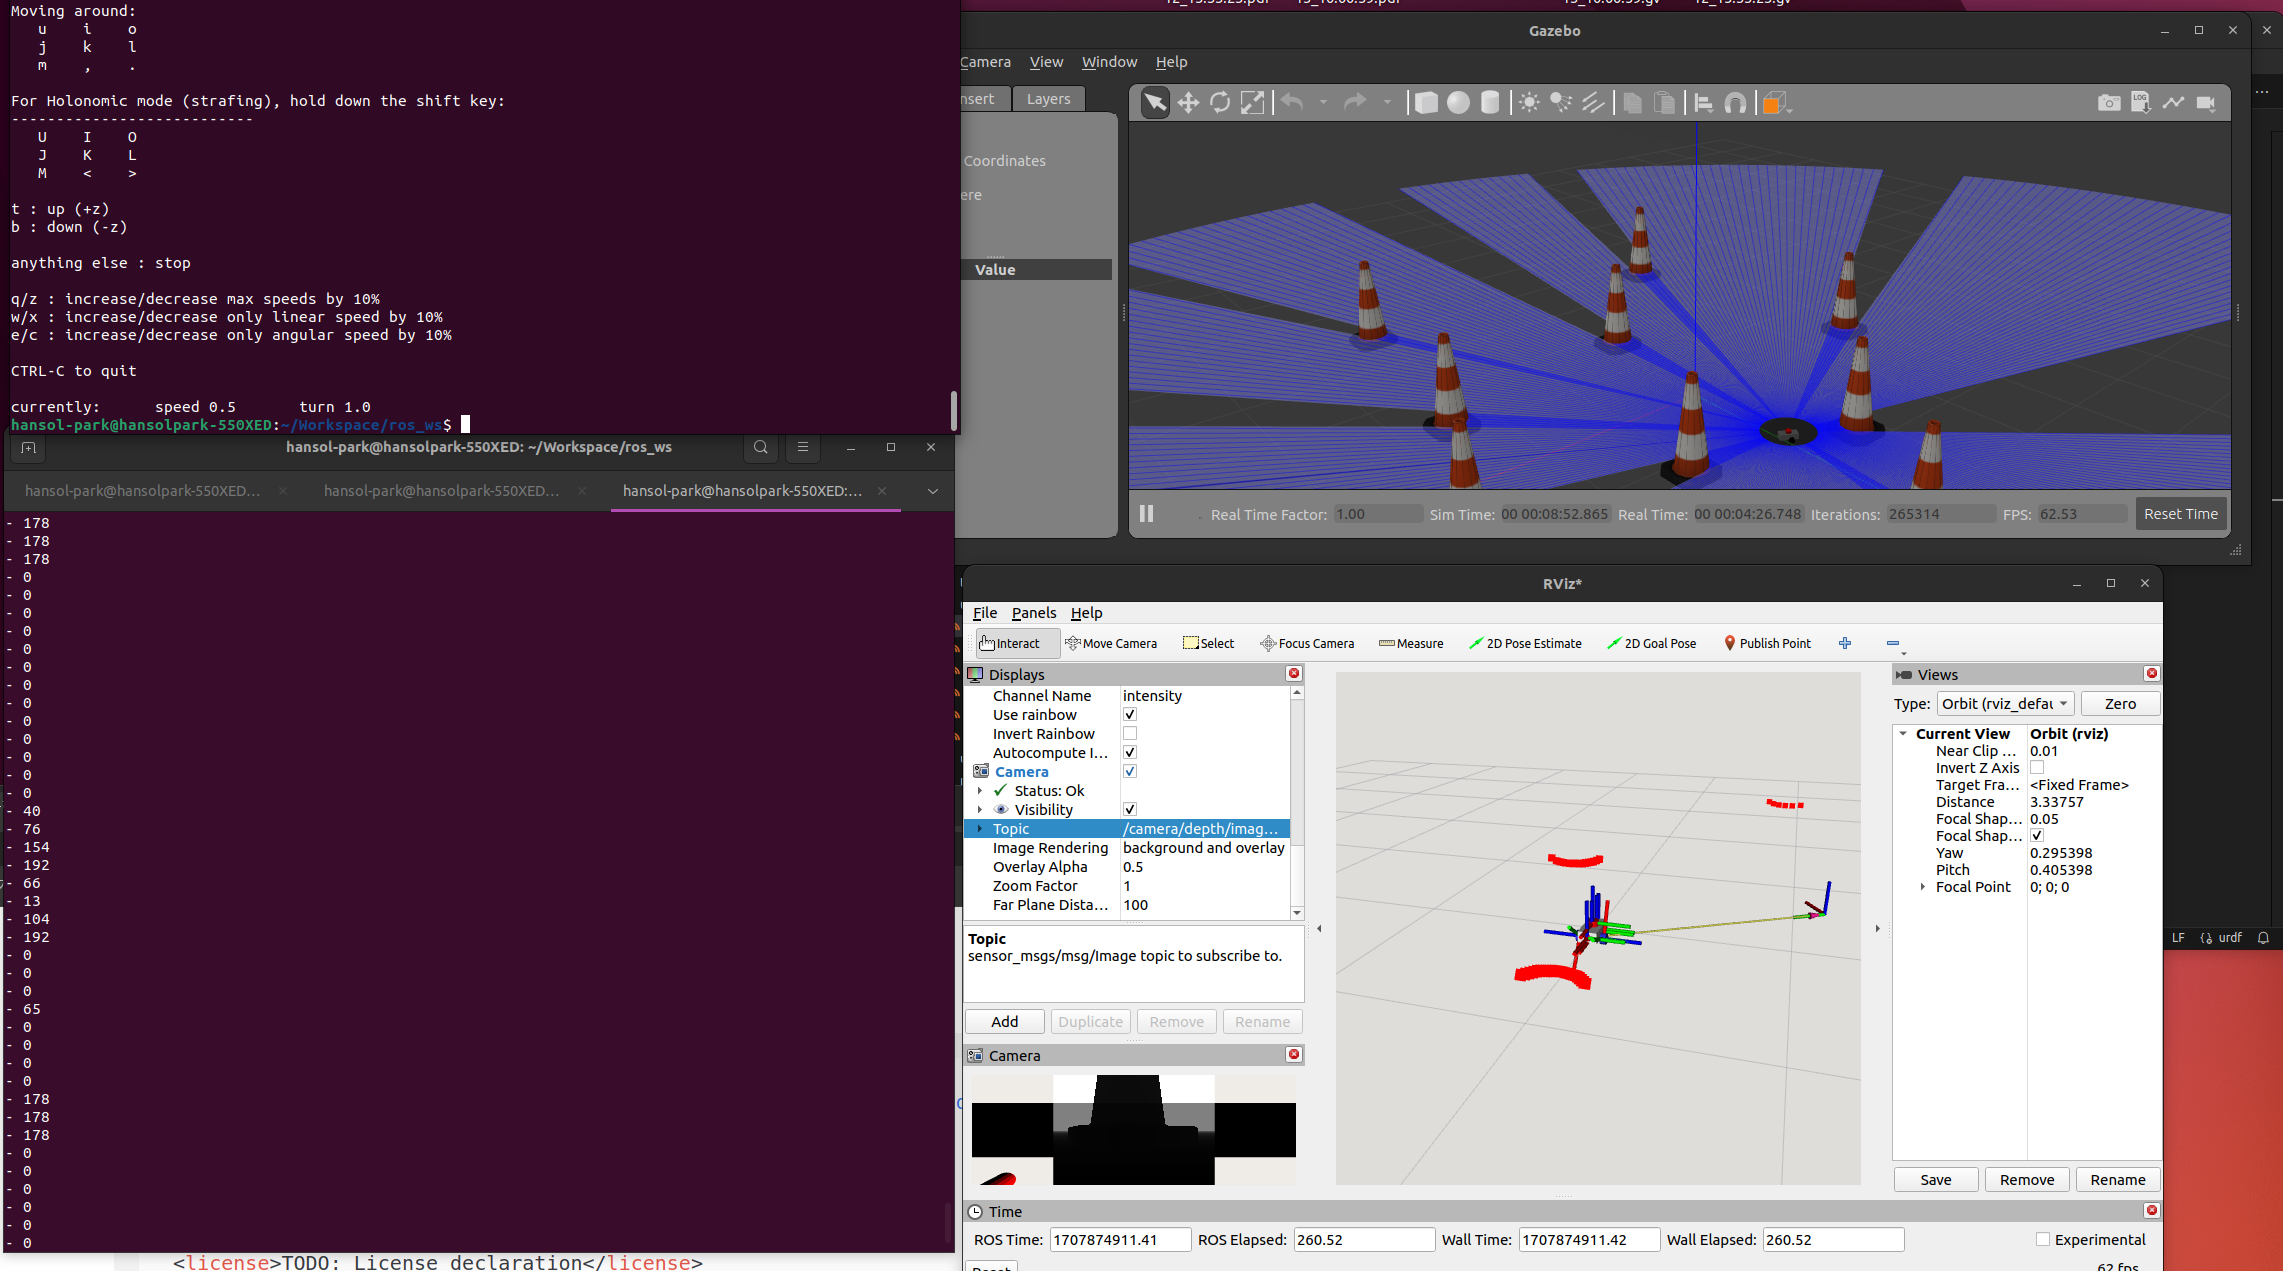 Moving around:
u i o
j k l
m , .
For Holonomic mode (strafing), hold down the shift key:
---------------------------
U I O
J K L
M < >
t : up (+z)
b : down (-z)
anything else : stop
q/z : increase/decrease max speeds by 10%
w/x : increase/decrease only linear speed by 10%
e/c : increase/decrease only angular speed by 10%
CTRL-C to quit
currently: speed 0.5 turn 1.0
hansol-park@hansolpark-550XED:~/Workspace/ros_ws$
hansol-park@hansolpark-550XED: ~/Workspace/ros_ws
hansol-park@hansolpark-550XED... hansol-park@hansolpark-550XED... hansol-park@hansolpark-550XED:...
- 178
- 178
- 178
- 0
- 0
- 0
- 0
- 0
- 0
- 0
- 0
- 0
- 0
- 0
- 0
- 0
- 40
- 76
- 154
- 192
- 66
- 13
- 104
- 192
- 0
- 0
- 0
- 65
- 0
- 0
- 0
- 0
- 178
- 178
- 178
- 0
- 0
- 0
- 0
- 0
- 0
<license>TODO: License declaration</license>
Gazebo
Camera View Window Help
nsert Layers
Coordinates
ere
Value
LOG
Real Time Factor: 1.00 Sim Time: 00 00:08:52.865 Real Time: 00 00:04:26.748 Iterations: 265314 FPS: 62.53 Reset Time
RViz*
File Panels Help
Interact Move Camera Select Focus Camera Measure 2D Pose Estimate 2D Goal Pose Publish Point
Displays
Channel Name intensity
Use rainbow
Invert Rainbow
Autocompute I...
Camera
Status: Ok
Visibility
Topic /camera/depth/imag...
Image Rendering background and overlay
Overlay Alpha 0.5
Zoom Factor 1
Far Plane Dista... 100
Topic
sensor_msgs/msg/Image topic to subscribe to.
Add Duplicate Remove Rename
Camera
Views
Type: Orbit (rviz_defau Zero
Current View Orbit (rviz)
Near Clip ... 0.01
Invert Z Axis
Target Fra... <Fixed Frame>
Distance 3.33757
Focal Shap... 0.05
Focal Shap...
Yaw 0.295398
Pitch 0.405398
Focal Point 0; 0; 0
Save Remove Rename
Time
ROS Time: 1707874911.41 ROS Elapsed: 260.52 Wall Time: 1707874911.42 Wall Elapsed: 260.52 Experimental
62 fps
LF urdf